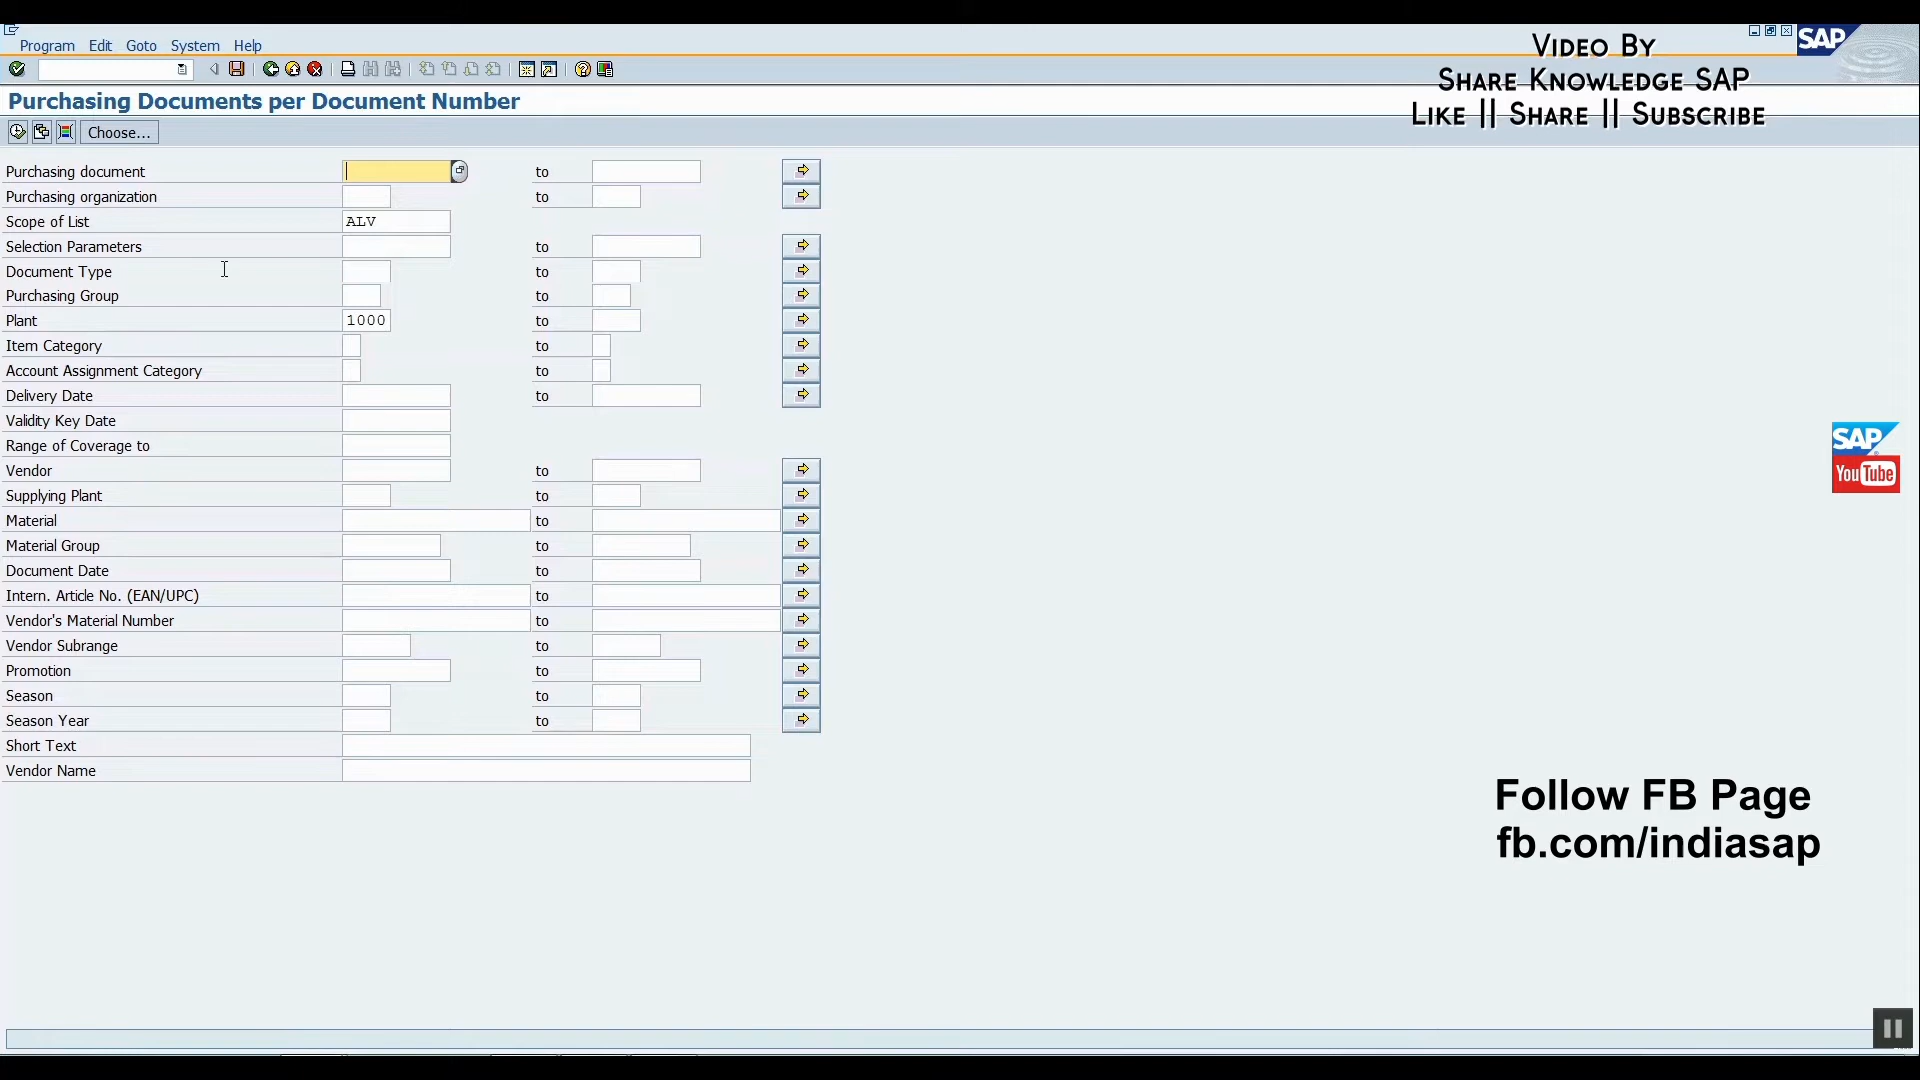 Program Edit Goto System Help
SAP
Video By
Share Knowledge SAP
Like || Share || Subscribe
Purchasing Documents per Document Number
Choose...
Purchasing document to
Purchasing organization to
Scope of List ALV
Selection Parameters to
Document Type to
Purchasing Group to
Plant 1000 to
Item Category to
Account Assignment Category to
Delivery Date to
Validity Key Date
Range of Coverage to
Vendor to
Supplying Plant to
Material to
Material Group to
Document Date to
Intern. Article No. (EAN/UPC) to
Vendor's Material Number to
Vendor Subrange to
Promotion to
Season to
Season Year to
Short Text
Vendor Name
SAP
YouTube
Follow FB Page
fb.com/indiasap